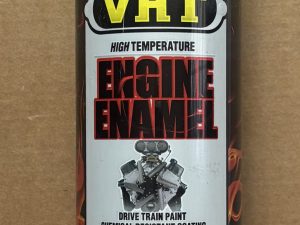 VHT
HIGH TEMPERATURE
ENGINE
ENAMEL
DRIVE TRAIN PAINT
CHEMICAL RESISTANT COATING